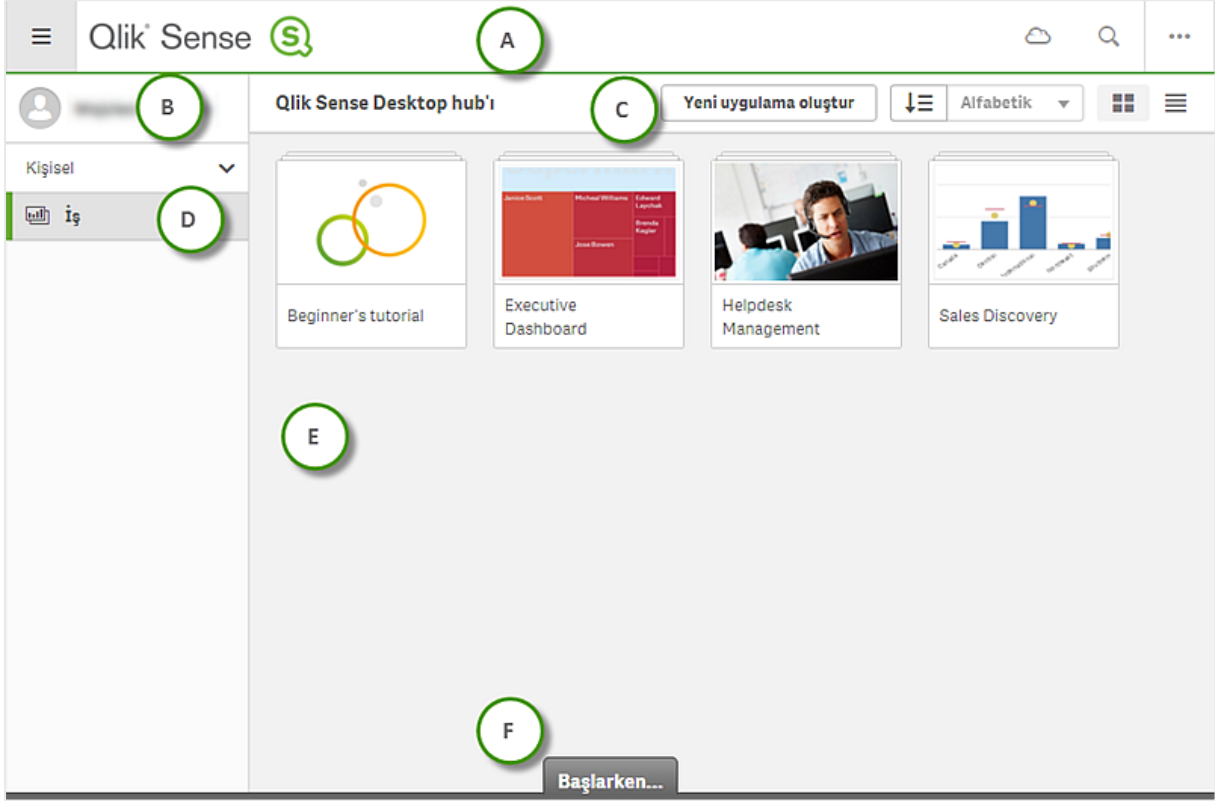 Qlik Sense
A
B
Qlik Sense Desktop hub'ı
C
Yeni uygulama oluştur
Alfabetik
Kişisel
İş
D
Janice Scott
Micheal Williams
Edward
Laychak
Brenda
Kegler
Jose Bowen
Beginner's tutorial
Executive
Dashboard
Helpdesk
Management
Sales Discovery
E
F
Başlarken...